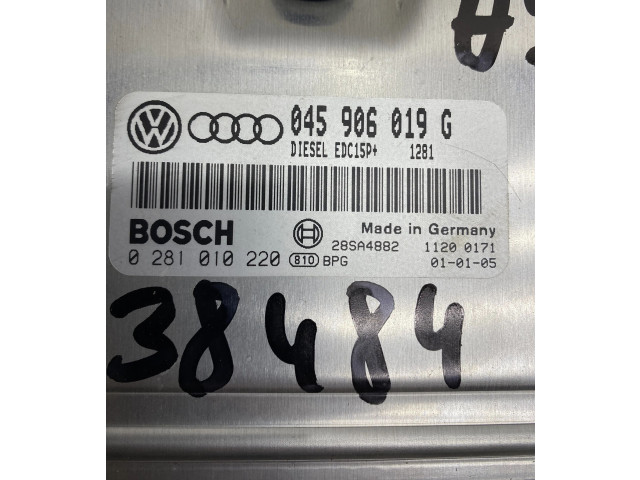 045 906 019 G
DIESEL EDC15P+ 1281
BOSCH
Made in Germany
28SA4882 1120 0171
0 281 010 220 810 BPG 01-01-05
38484